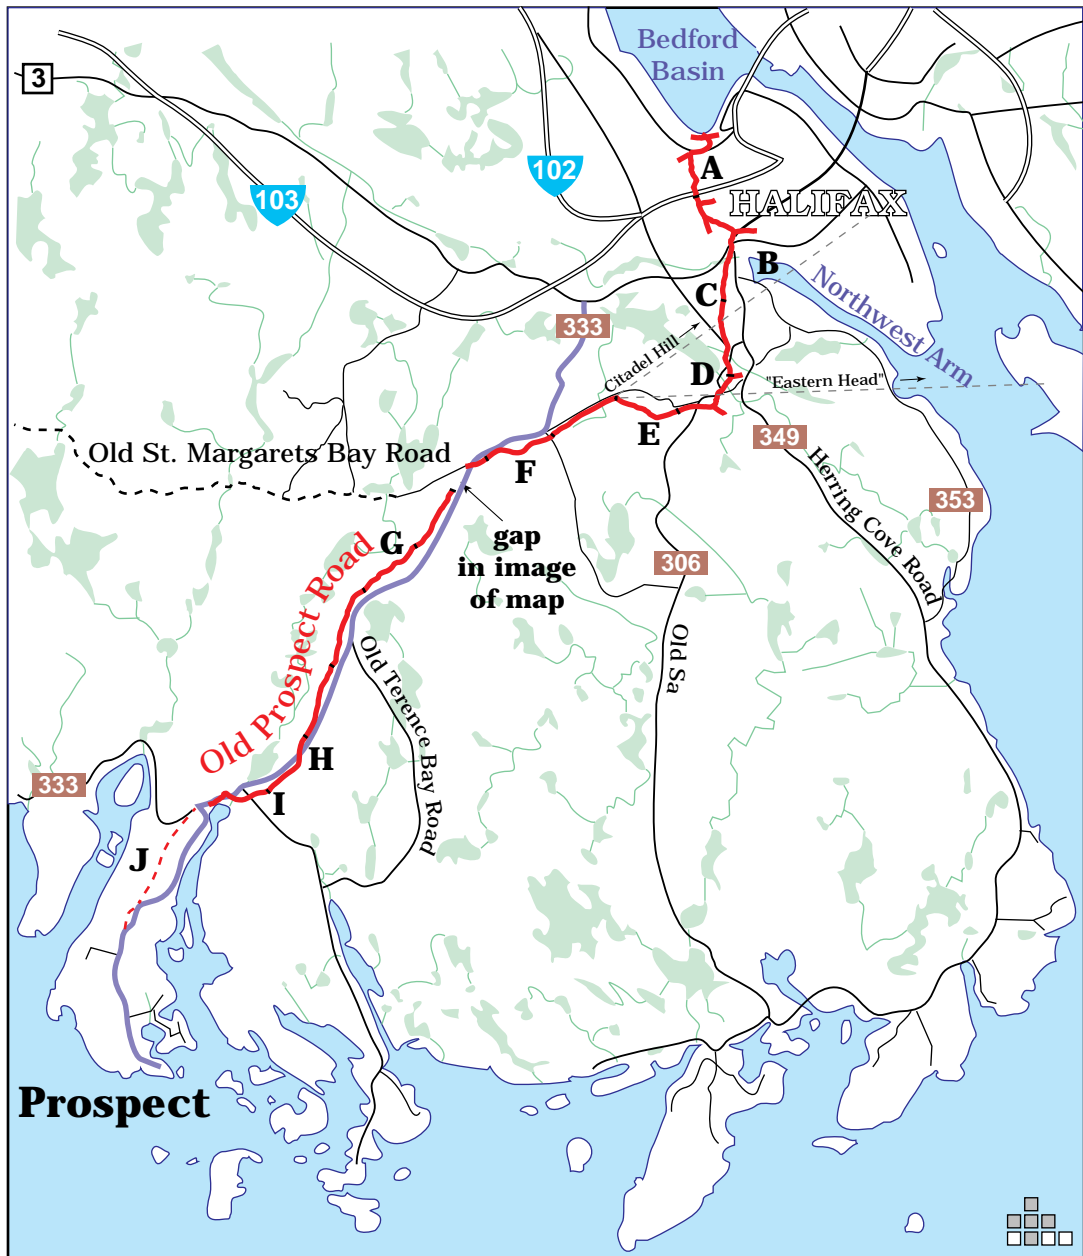 Bedford
Basin
3
102
103
A
HALIFAX
B
Northwest Arm
C
333
Citadel Hill
D
"Eastern Head"
E
349
Old St. Margarets Bay Road
F
Herring Cove Road
353
gap
in image
of map
G
306
Old Prospect Road
Old Sa
Old Terence Bay Road
H
333
I
J
Prospect